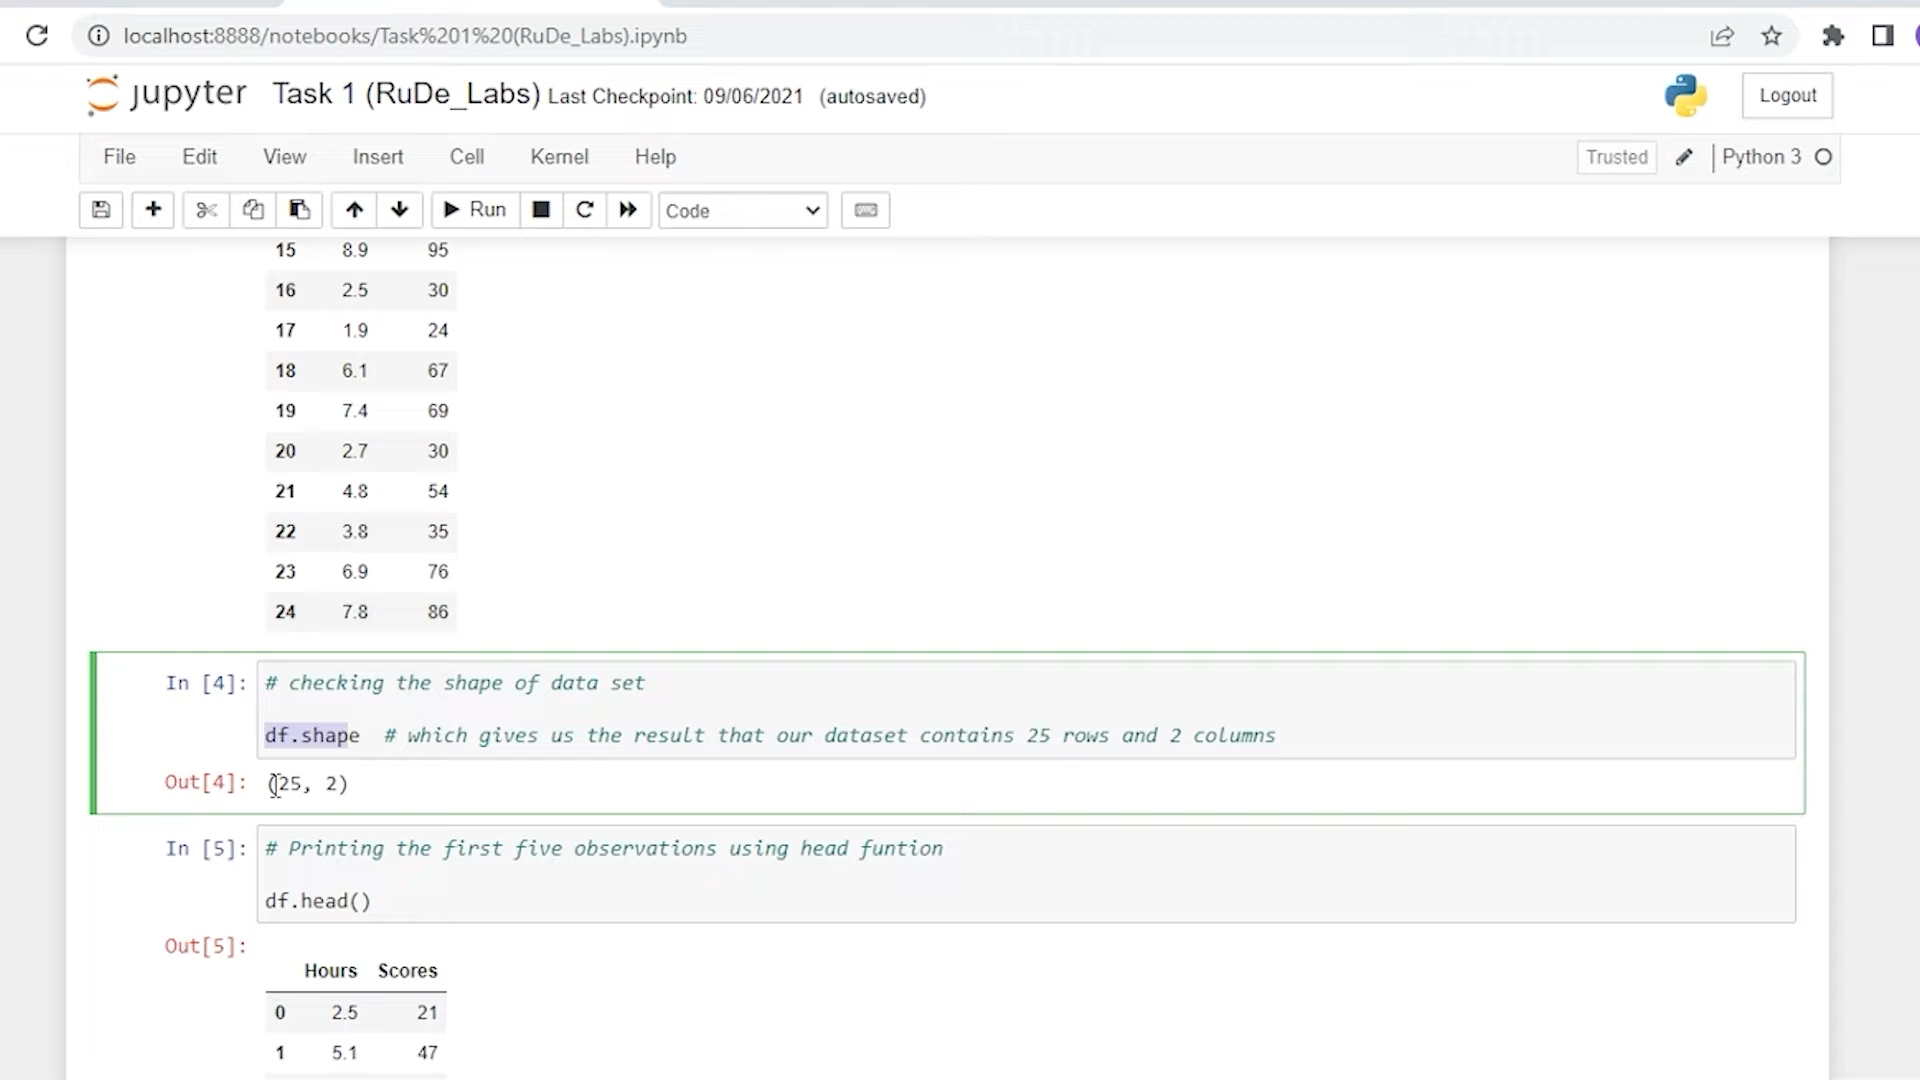 localhost:8888/notebooks/Task%201%20(RuDe_Labs).ipynb
jupyter Task 1 (RuDe_Labs) Last Checkpoint: 09/06/2021 (autosaved) Logout
File Edit View Insert Cell Kernel Help Trusted Python 3
Run Code
15 8.9 95
16 2.5 30
17 1.9 24
18 6.1 67
19 7.4 69
20 2.7 30
21 4.8 54
22 3.8 35
23 6.9 76
24 7.8 86
In [4]: # checking the shape of data set
df.shape # which gives us the result that our dataset contains 25 rows and 2 columns
Out[4]: (25, 2)
In [5]: # Printing the first five observations using head funtion
df.head()
Out[5]:
Hours Scores
0 2.5 21
1 5.1 47